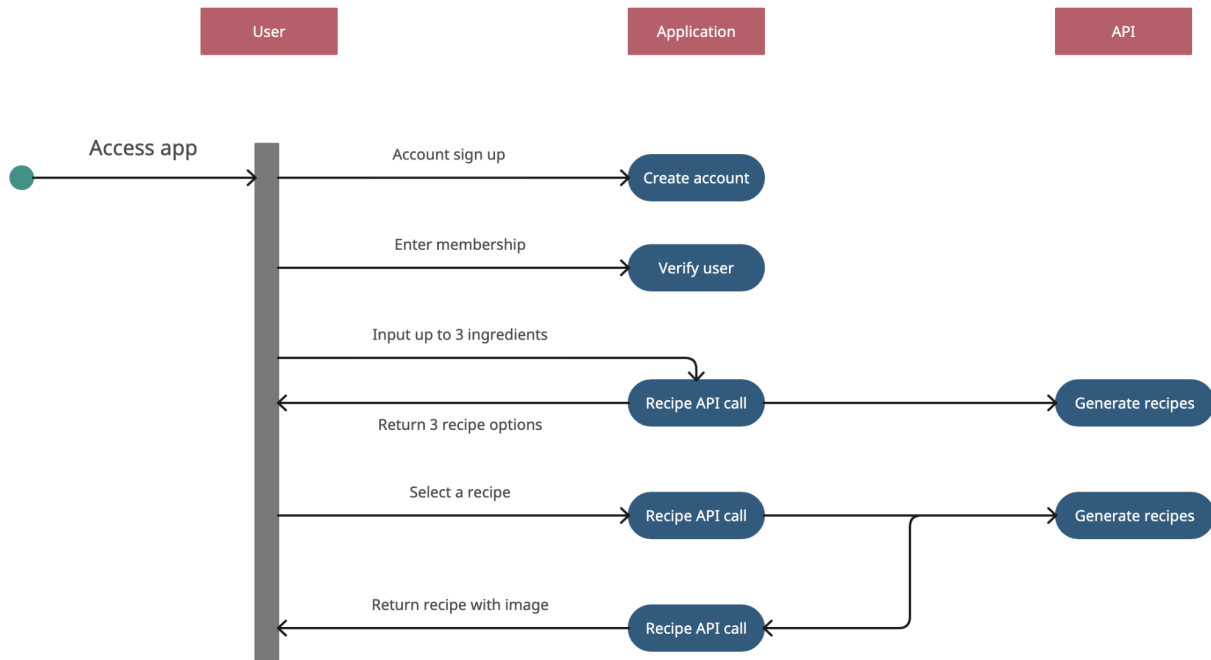 User
Application
API
Access app
Account sign up
Create account
Enter membership
Verify user
Input up to 3 ingredients
Recipe API call
Generate recipes
Return 3 recipe options
Select a recipe
Recipe API call
Generate recipes
Return recipe with image
Recipe API call